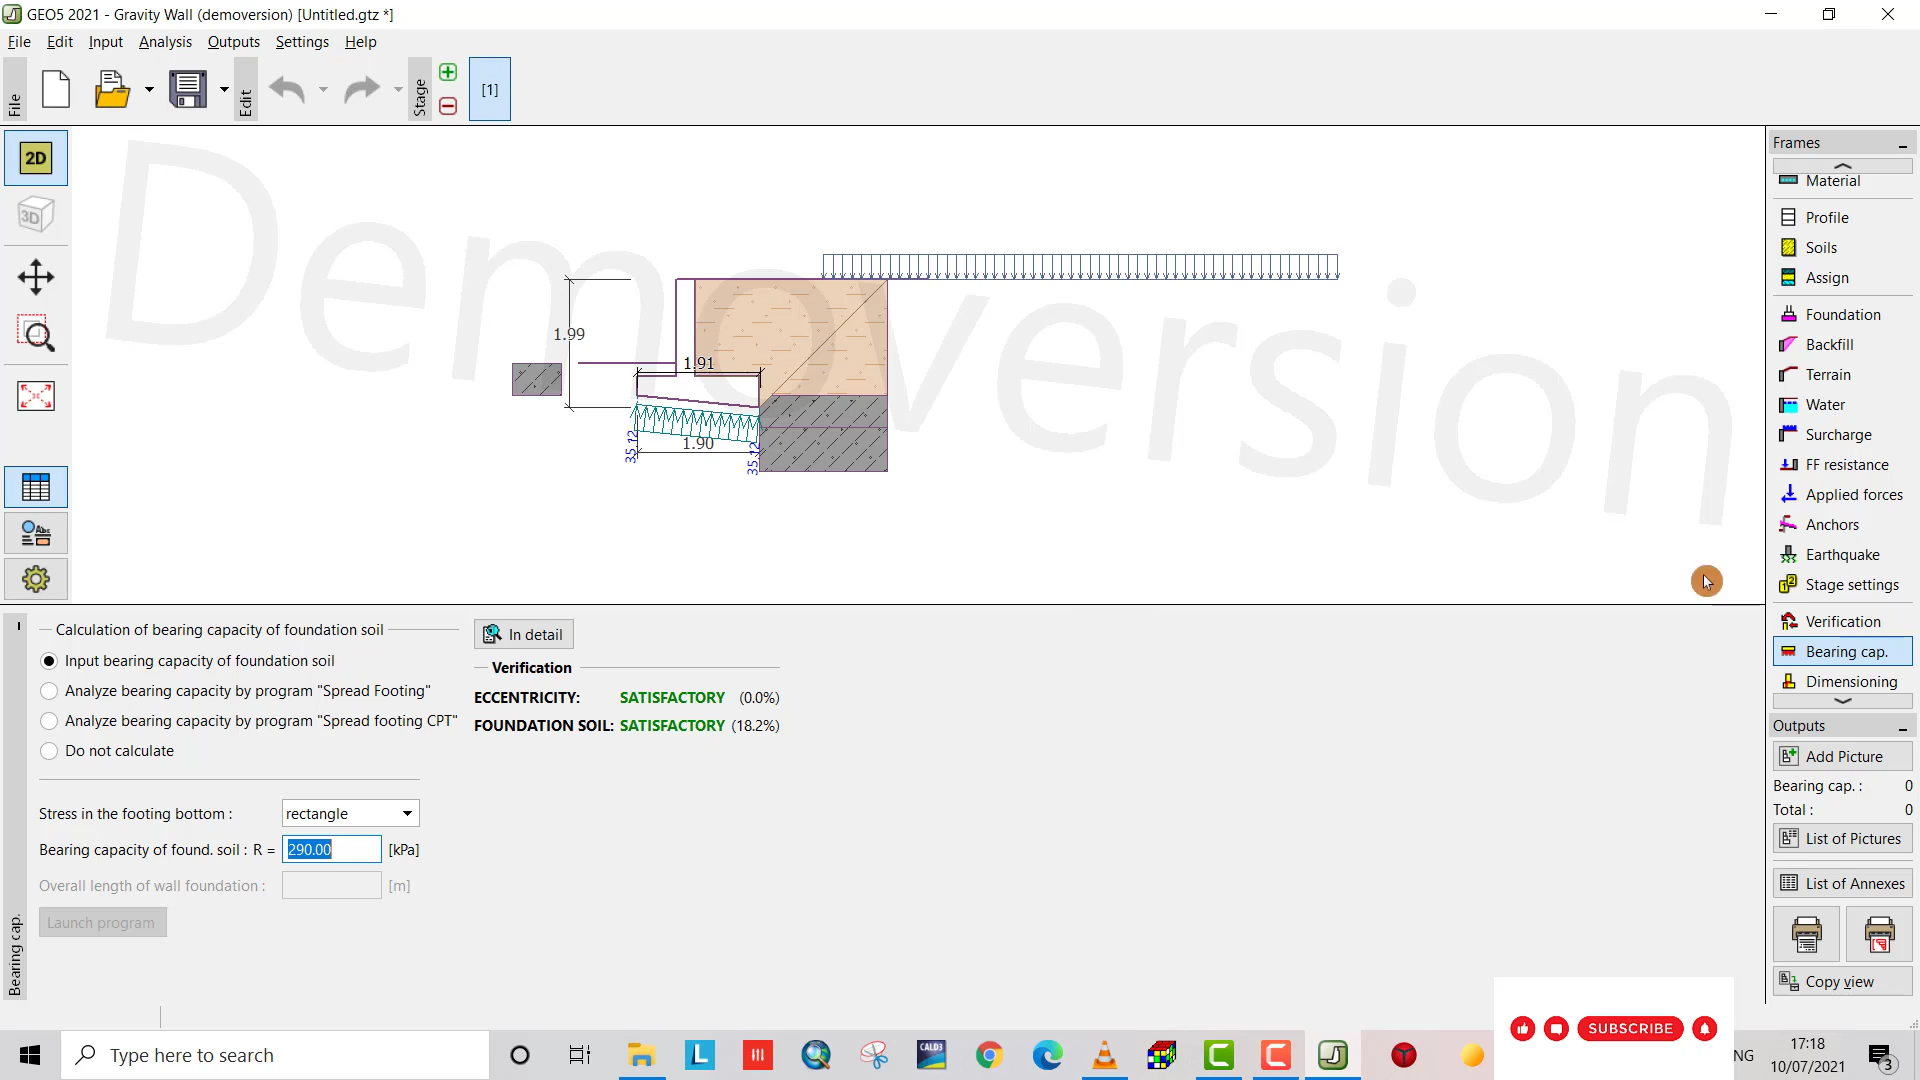 GEO5 2021 - Gravity Wall (demoversion) [Untitled.gtz *]
File Edit Input Analysis Outputs Settings Help
File
Edit
Stage
[1]
2D
3D
Demoversion
1.99
1.91
1.90
35.12
35.12
Frames
Material
Profile
Soils
Assign
Foundation
Backfill
Terrain
Water
Surcharge
FF resistance
Applied forces
Anchors
Earthquake
Stage settings
Verification
Bearing cap.
Dimensioning
Outputs
Add Picture
Bearing cap. : 0
Total : 0
List of Pictures
List of Annexes
Copy view
Bearing cap.
Calculation of bearing capacity of foundation soil
Input bearing capacity of foundation soil
Analyze bearing capacity by program "Spread Footing"
Analyze bearing capacity by program "Spread footing CPT"
Do not calculate
Stress in the footing bottom : rectangle
Bearing capacity of found. soil : R = 290.00 [kPa]
Overall length of wall foundation : [m]
Launch program
In detail
Verification
ECCENTRICITY: SATISFACTORY (0.0%)
FOUNDATION SOIL: SATISFACTORY (18.2%)
SUBSCRIBE
Type here to search
CALD3
NG
17:18
10/07/2021
3